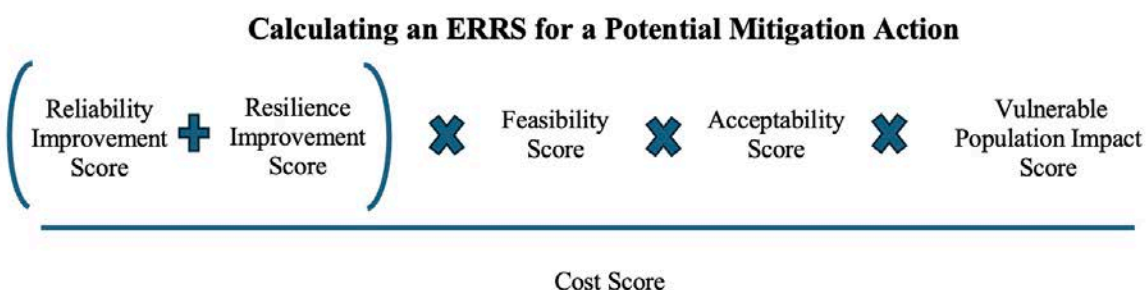 Calculating an ERRS for a Potential Mitigation Action
Reliability
Improvement
Score
Resilience
Improvement
Score
Feasibility
Score
Acceptability
Score
Vulnerable
Population Impact
Score
Cost Score